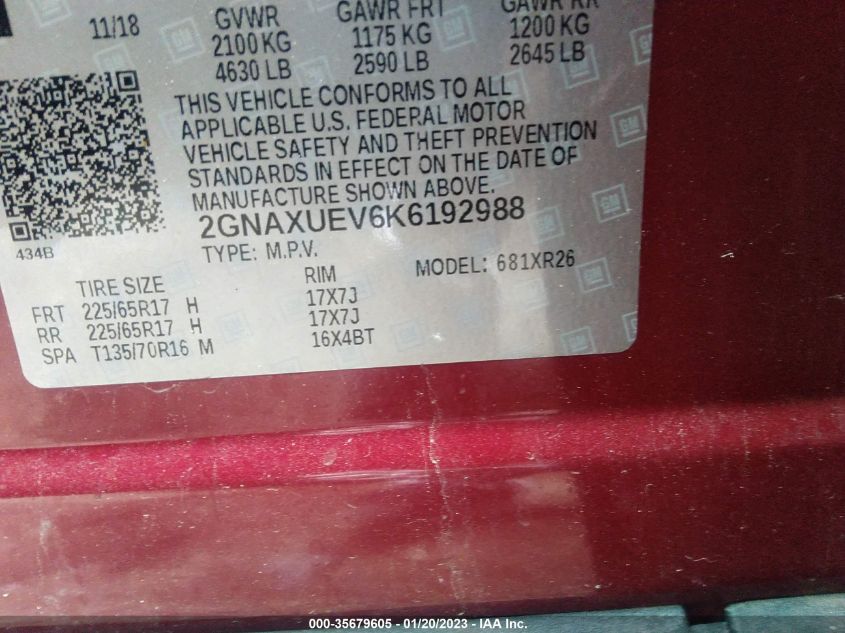 11/18 GVWR GAWR FRT GAWR RR
2100 KG 1175 KG 1200 KG
4630 LB 2590 LB 2645 LB
THIS VEHICLE CONFORMS TO ALL
APPLICABLE U.S. FEDERAL MOTOR
VEHICLE SAFETY AND THEFT PREVENTION
STANDARDS IN EFFECT ON THE DATE OF
MANUFACTURE SHOWN ABOVE.
2GNAXUEV6K6192988
434B
TYPE: M.P.V. MODEL: 681XR26
TIRE SIZE RIM
FRT 225/65R17 H 17X7J
RR 225/65R17 H 17X7J
SPA T135/70R16 M 16X4BT
000-35679605 - 01/20/2023 - IAA Inc.